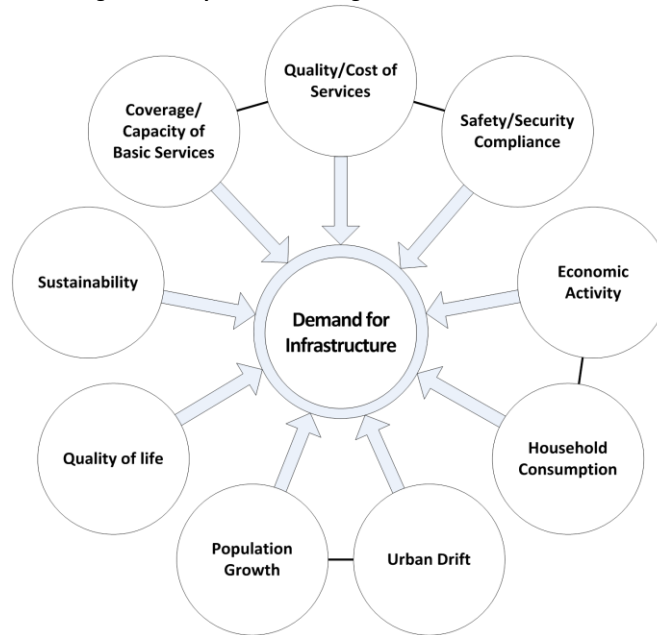 Quality/Cost of
Services
Coverage/
Capacity of
Basic Services
Safety/Security
Compliance
Sustainability
Economic
Activity
Demand for
Infrastructure
Quality of life
Household
Consumption
Population
Growth
Urban Drift